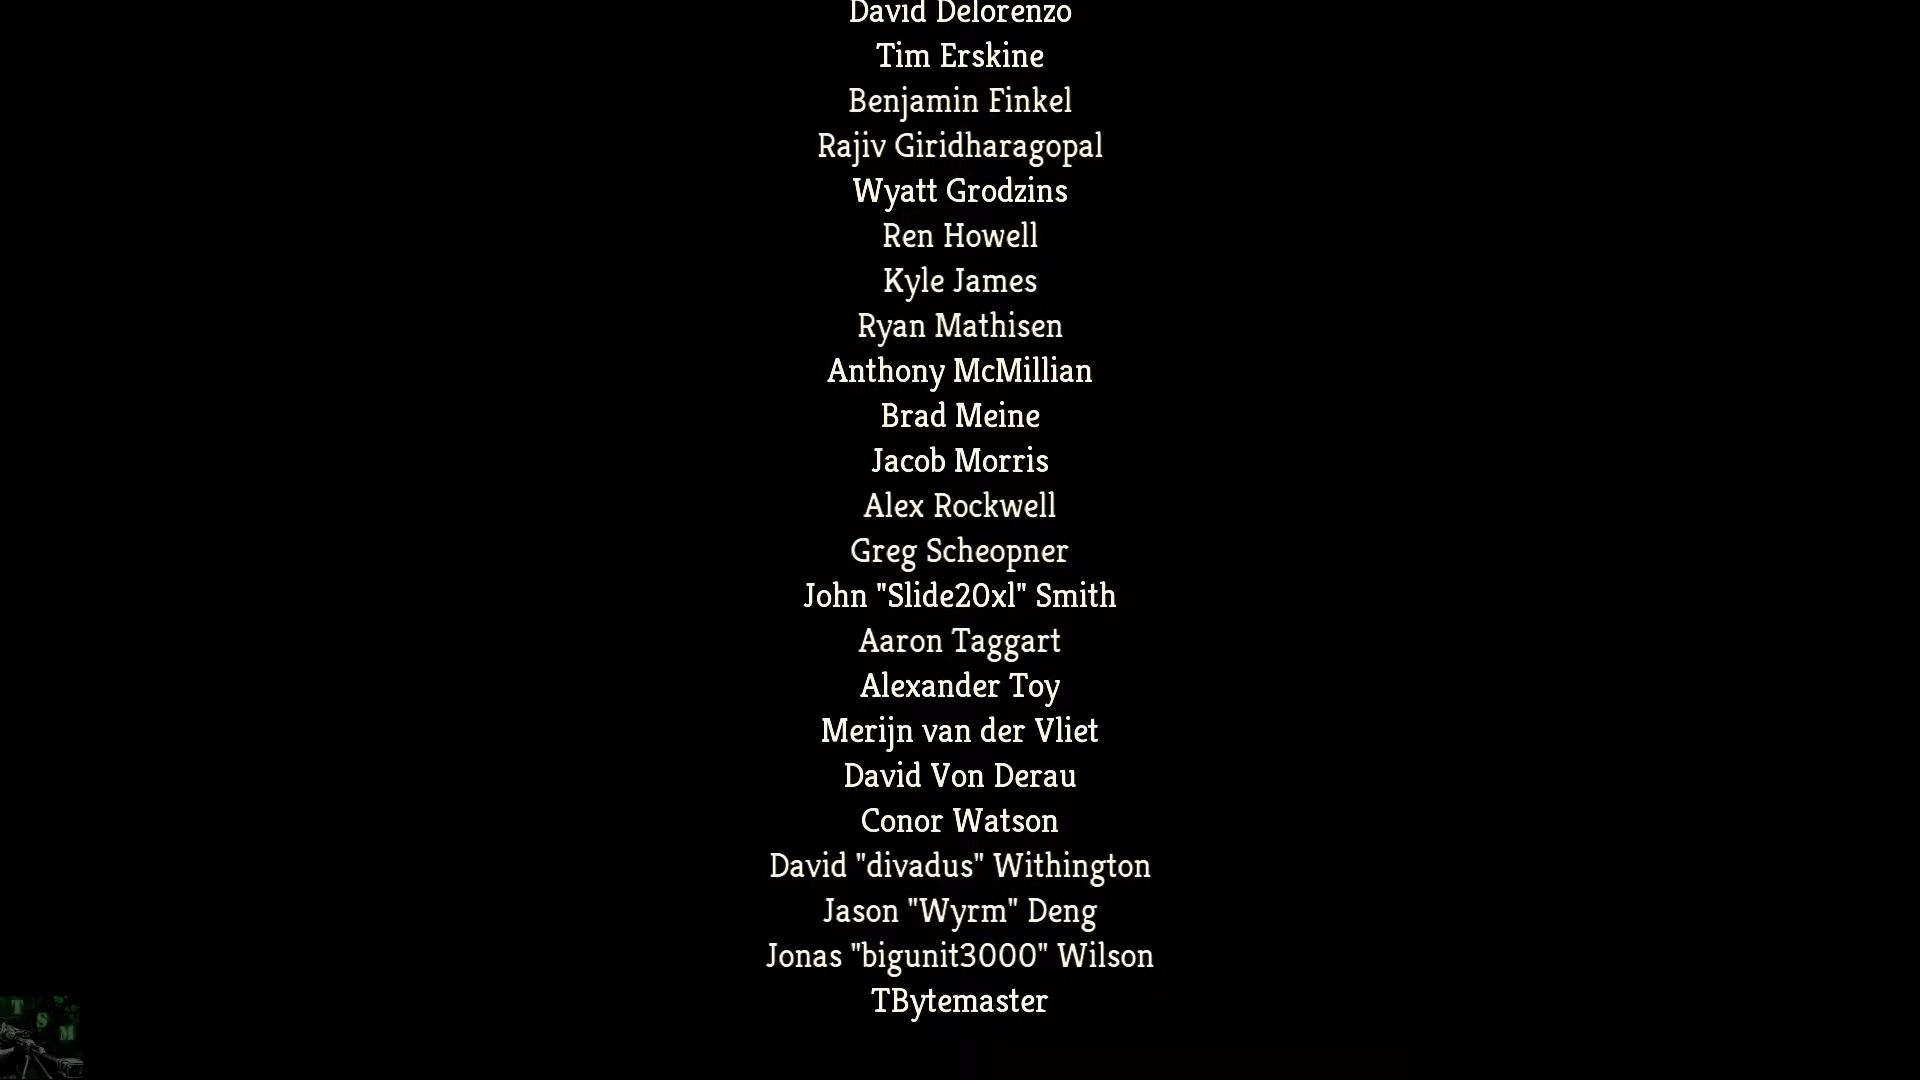 David Delorenzo
Tim Erskine
Benjamin Finkel
Rajiv Giridharagopal
Wyatt Grodzins
Ren Howell
Kyle James
Ryan Mathisen
Anthony McMillian
Brad Meine
Jacob Morris
Alex Rockwell
Greg Scheopner
John "Slide20xl" Smith
Aaron Taggart
Alexander Toy
Merijn van der Vliet
David Von Derau
Conor Watson
David "divadus" Withington
Jason "Wyrm" Deng
Jonas "bigunit3000" Wilson
TBytemaster
T S M